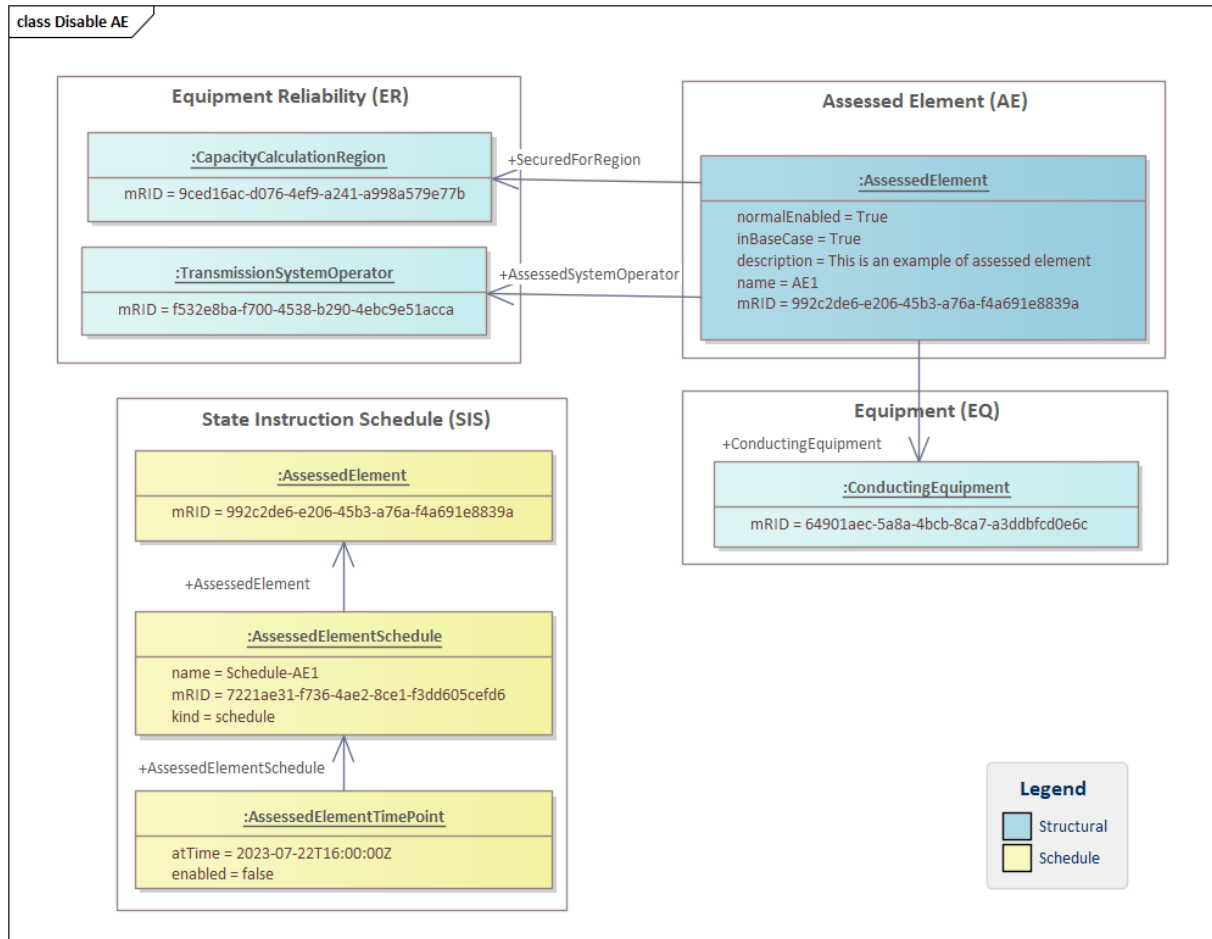 class Disable AE
Equipment Reliability (ER)
:CapacityCalculationRegion
mRID = 9ced16ac-d076-4ef9-a241-a998a579e77b
:TransmissionSystemOperator
mRID = f532e8ba-f700-4538-b290-4ebc9e51acca
+SecuredForRegion
+AssessedSystemOperator
Assessed Element (AE)
:AssessedElement
normalEnabled = True
inBaseCase = True
description = This is an example of assessed element
name = AE1
mRID = 992c2de6-e206-45b3-a76a-f4a691e8839a
Equipment (EQ)
+ConductingEquipment
:ConductingEquipment
mRID = 64901aec-5a8a-4bcb-8ca7-a3ddbfcd0e6c
State Instruction Schedule (SIS)
:AssessedElement
mRID = 992c2de6-e206-45b3-a76a-f4a691e8839a
+AssessedElement
:AssessedElementSchedule
name = Schedule-AE1
mRID = 7221ae31-f736-4ae2-8ce1-f3dd605cefd6
kind = schedule
+AssessedElementSchedule
:AssessedElementTimePoint
atTime = 2023-07-22T16:00:00Z
enabled = false
Legend
Structural
Schedule